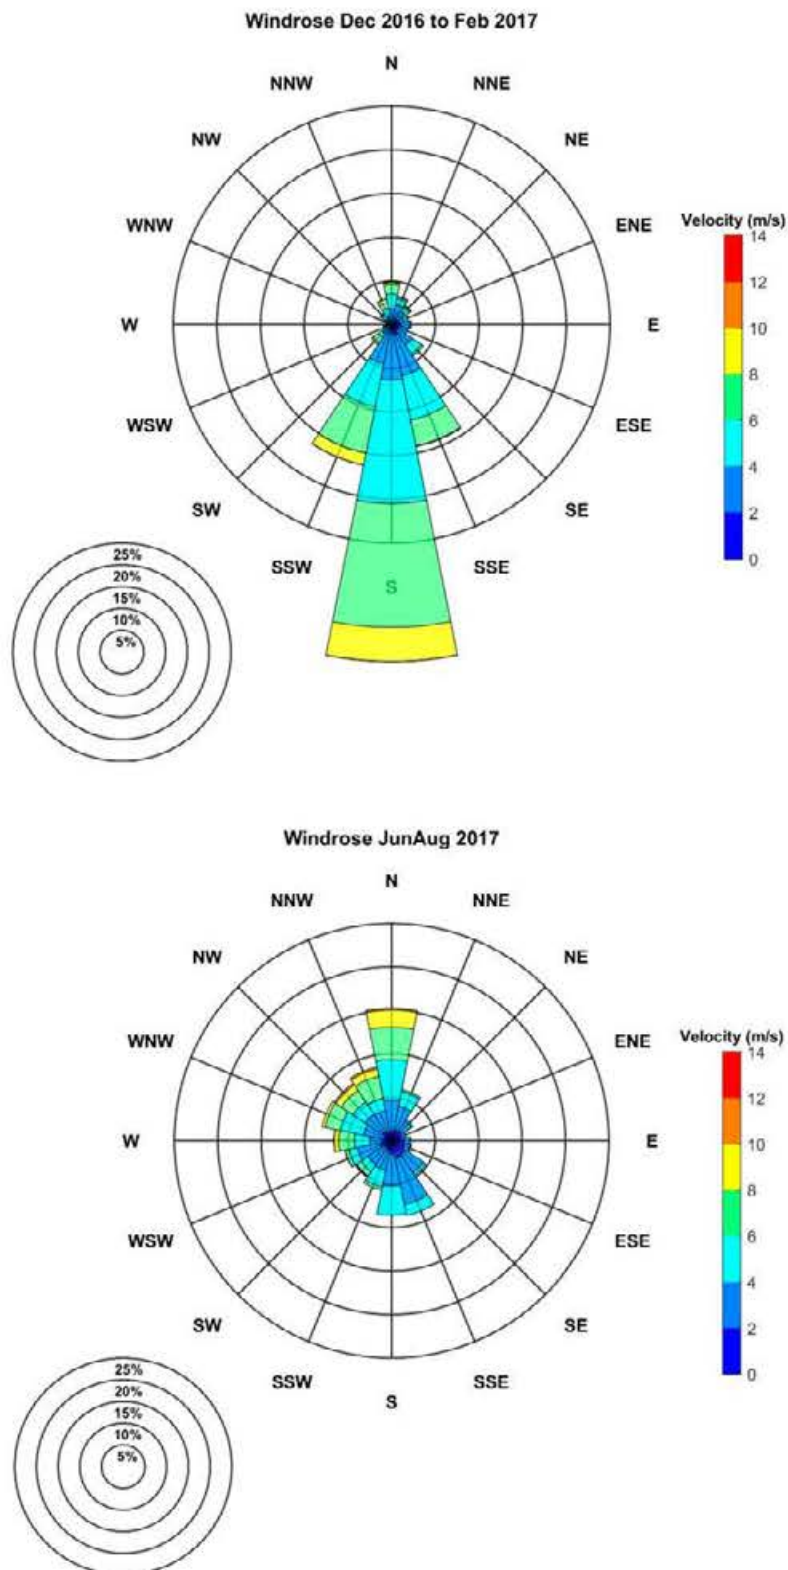 Windrose Dec 2016 to Feb 2017
N
NNW
NNE
NW
NE
WNW
ENE
Velocity (m/s)
14
12
10
8
6
4
2
0
W
E
WSW
ESE
SW
SE
SSW
S
SSE
25%
20%
15%
10%
5%
Windrose JunAug 2017
N
NNW
NNE
NW
NE
WNW
ENE
Velocity (m/s)
14
12
10
8
6
4
2
0
W
E
WSW
ESE
SW
SE
SSW
SSE
S
25%
20%
15%
10%
5%